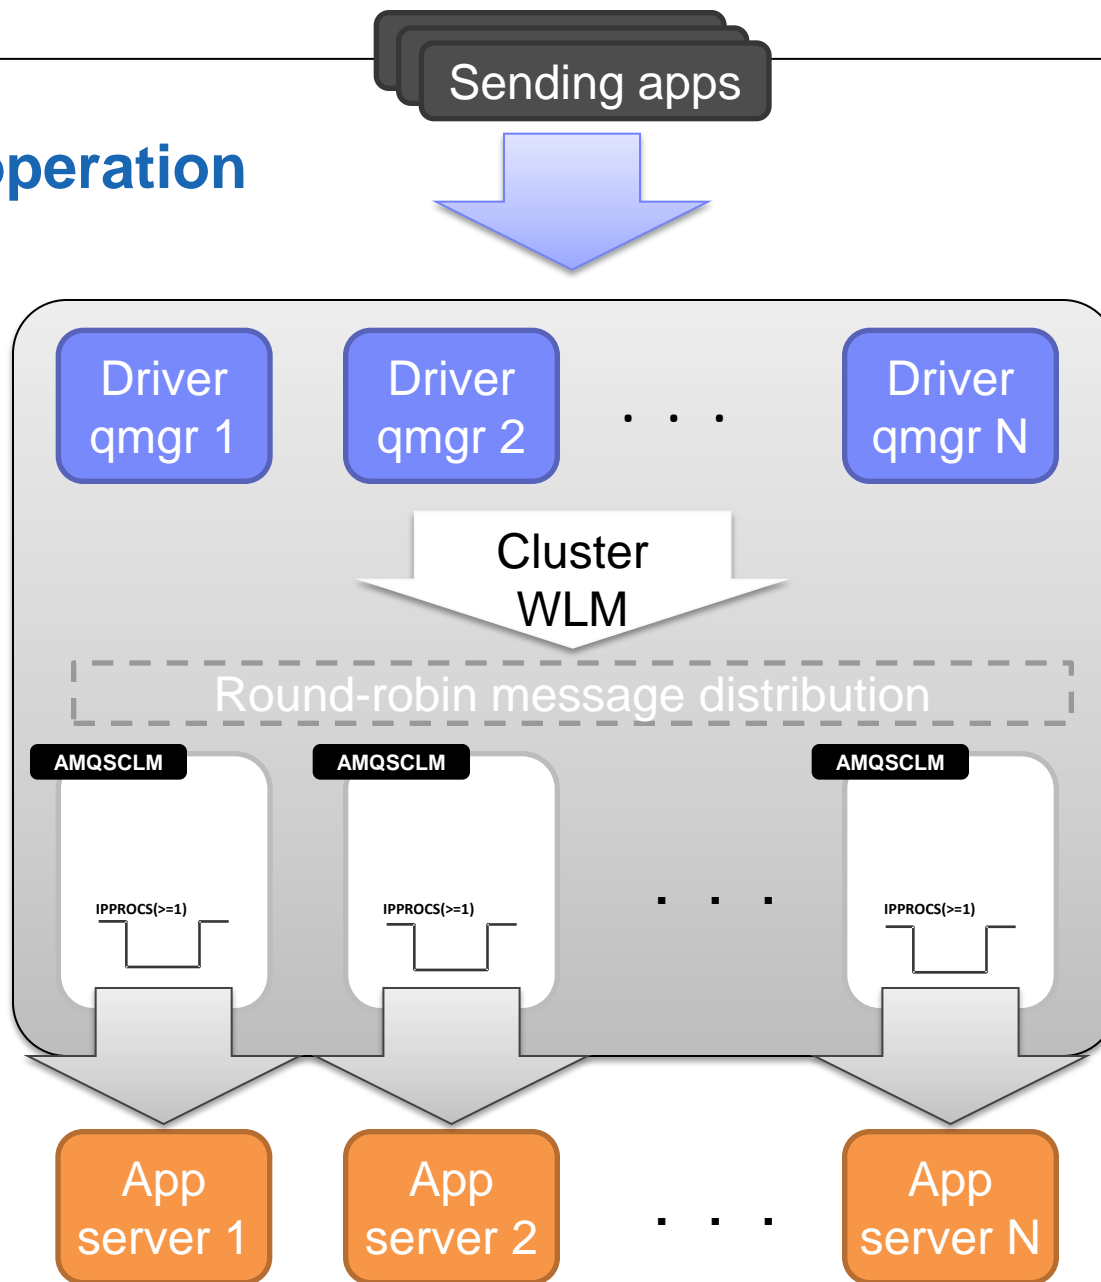 Sending apps
operation
Driver
qmgr 1
Driver
qmgr 2
. . .
Driver
qmgr N
Cluster
WLM
Round-robin message distribution
AMQSCLM
AMQSCLM
AMQSCLM
IPPROCS(>=1)
IPPROCS(>=1)
. . .
IPPROCS(>=1)
App
server 1
App
server 2
. . .
App
server N